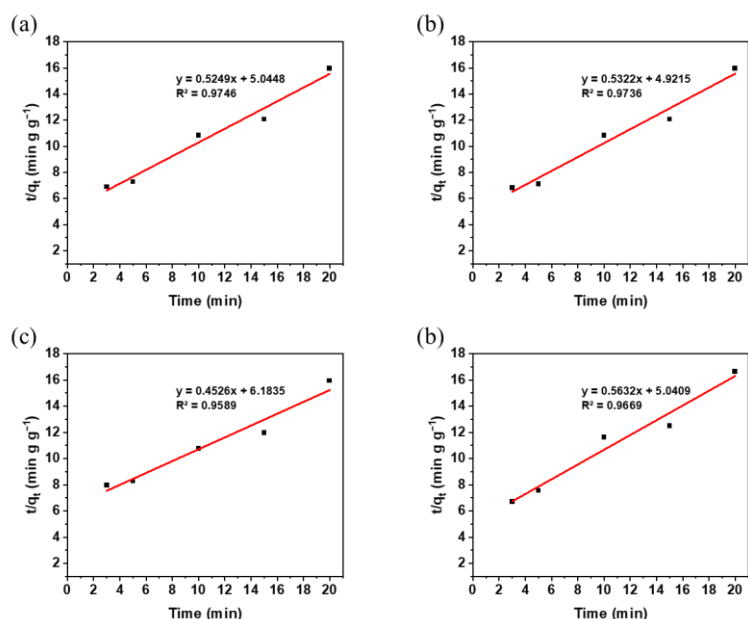 (a)
18
16
14
12
10
8
6
4
2
t/qₜ (min g g⁻¹)
y = 0.5249x + 5.0448
R² = 0.9746
0 2 4 6 8 10 12 14 16 18 20
Time (min)
(b)
18
16
14
12
10
8
6
4
2
t/qₜ (min g g⁻¹)
y = 0.5322x + 4.9215
R² = 0.9736
0 2 4 6 8 10 12 14 16 18 20
Time (min)
(c)
18
16
14
12
10
8
6
4
2
t/qₜ (min g g⁻¹)
y = 0.4526x + 6.1835
R² = 0.9589
0 2 4 6 8 10 12 14 16 18 20
Time (min)
(b)
18
16
14
12
10
8
6
4
2
t/qₜ (min g g⁻¹)
y = 0.5632x + 5.0409
R² = 0.9669
0 2 4 6 8 10 12 14 16 18 20
Time (min)